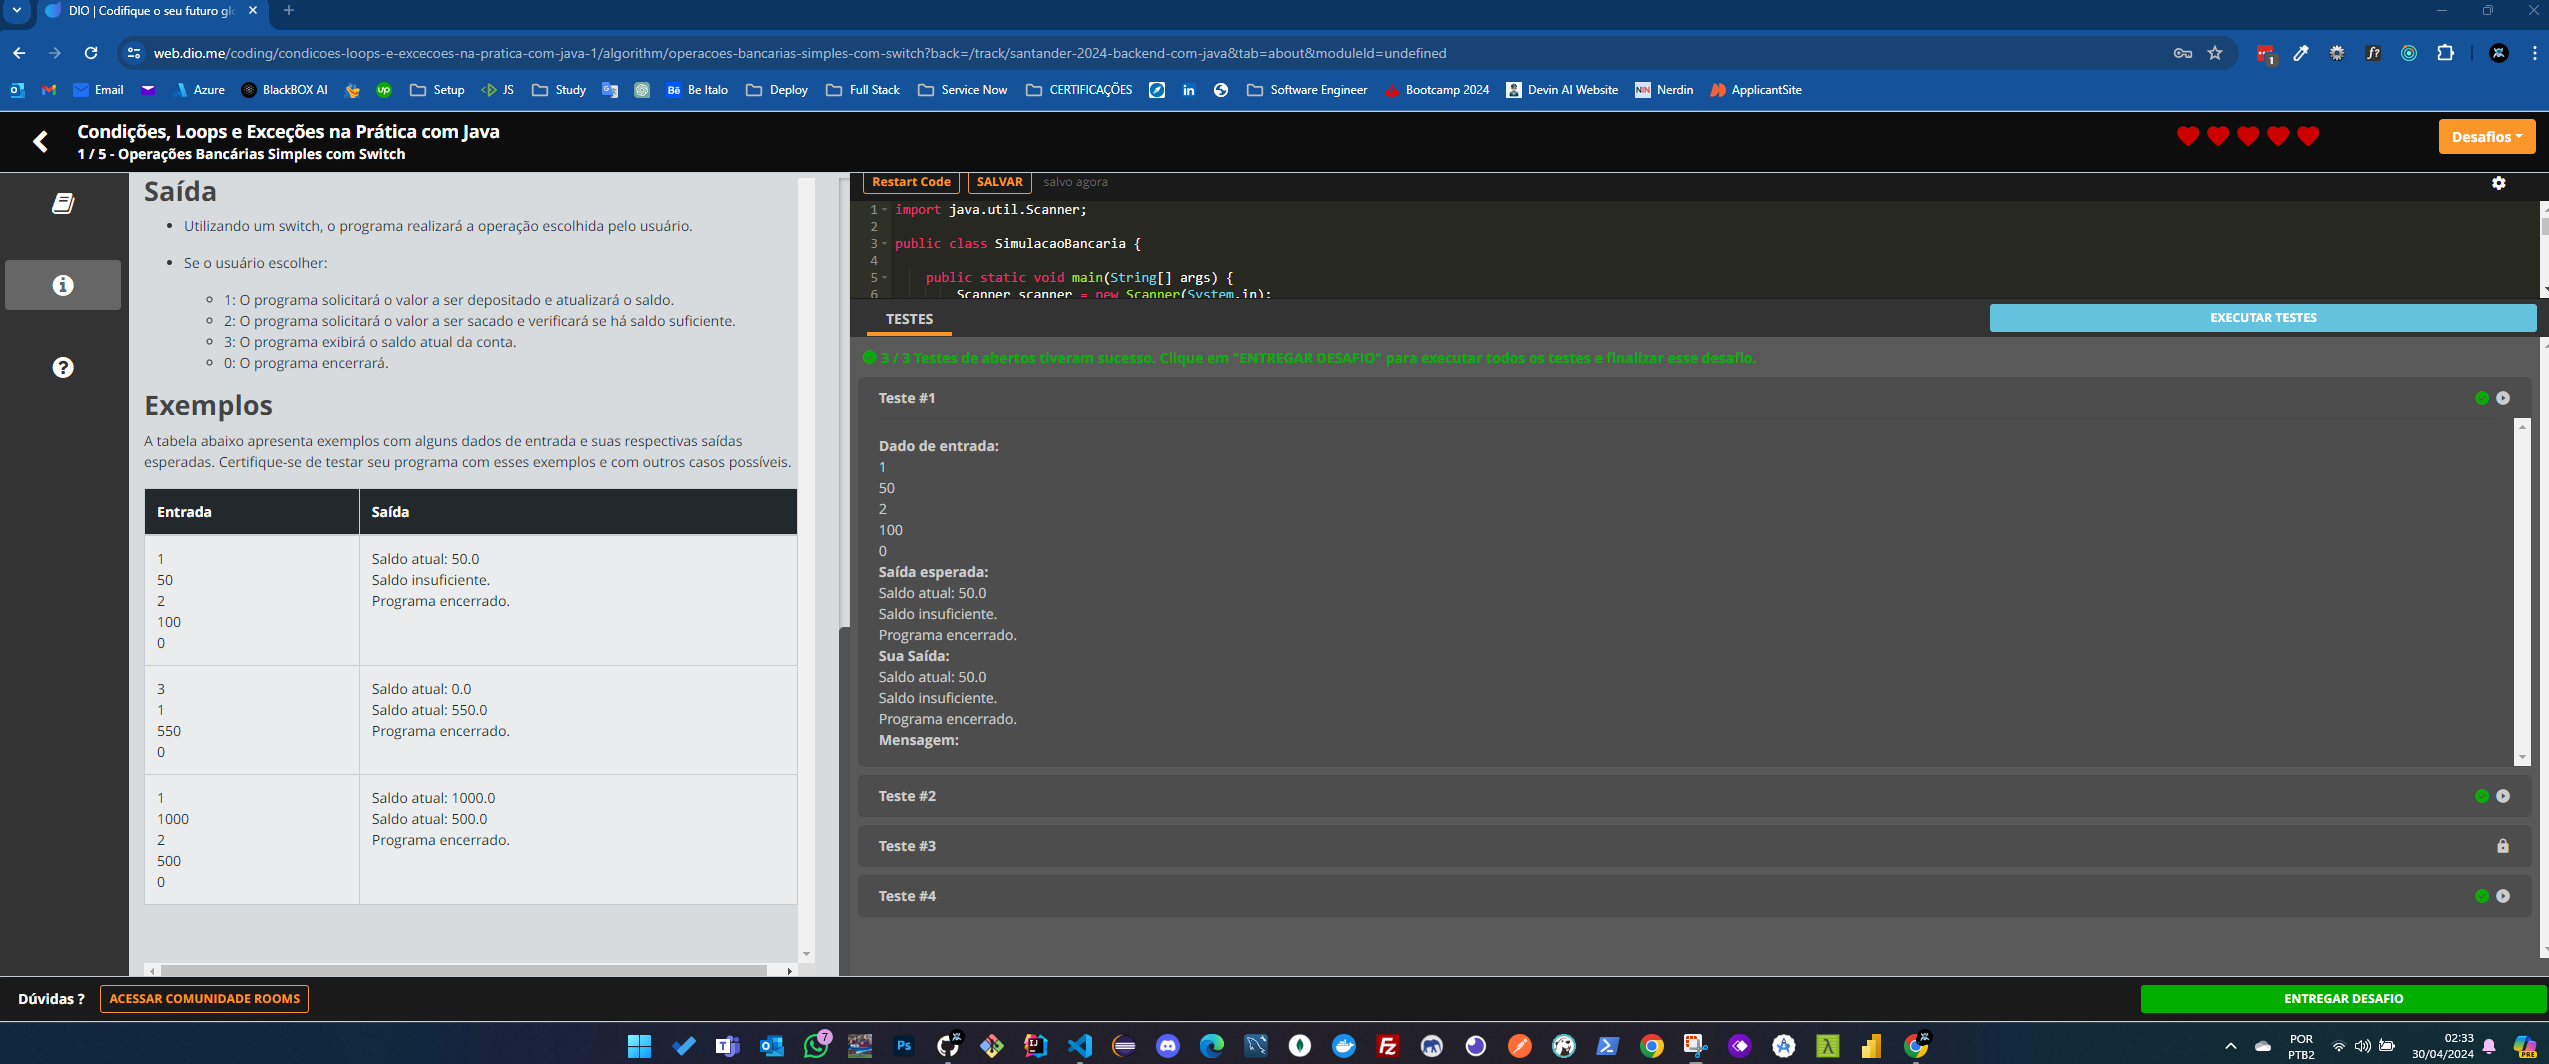 DIO | Codifique o seu futuro glo
web.dio.me/coding/condicoes-loops-e-excecoes-na-pratica-com-java-1/algorithm/operacoes-bancarias-simples-com-switch?back=/track/santander-2024-backend-com-java&tab=about&moduleId=undefined
Email
Azure
BlackBOX AI
up
Setup
JS
Study
Bē Be Italo
Deploy
Full Stack
Service Now
CERTIFICAÇÕES
in
Software Engineer
Bootcamp 2024
Devin AI Website
NiN Nerdin
ApplicantSite
Condições, Loops e Exceções na Prática com Java
1 / 5 - Operações Bancárias Simples com Switch
Desafios
Saída
Utilizando um switch, o programa realizará a operação escolhida pelo usuário.
Se o usuário escolher:
1: O programa solicitará o valor a ser depositado e atualizará o saldo.
2: O programa solicitará o valor a ser sacado e verificará se há saldo suficiente.
3: O programa exibirá o saldo atual da conta.
0: O programa encerrará.
Exemplos
A tabela abaixo apresenta exemplos com alguns dados de entrada e suas respectivas saídas
esperadas. Certifique-se de testar seu programa com esses exemplos e com outros casos possíveis.
Entrada Saída
1 Saldo atual: 50.0
50 Saldo insuficiente.
2 Programa encerrado.
100
0
3 Saldo atual: 0.0
1 Saldo atual: 550.0
550 Programa encerrado.
0
1 Saldo atual: 1000.0
1000 Saldo atual: 500.0
2 Programa encerrado.
500
0
Restart Code SALVAR salvo agora
1 import java.util.Scanner;
2
3 public class SimulacaoBancaria {
4
5 public static void main(String[] args) {
6 Scanner scanner = new Scanner(System.in);
TESTES
EXECUTAR TESTES
3 / 3 Testes de abertos tiveram sucesso. Clique em "ENTREGAR DESAFIO" para executar todos os testes e finalizar esse desafio.
Teste #1
Dado de entrada:
1
50
2
100
0
Saída esperada:
Saldo atual: 50.0
Saldo insuficiente.
Programa encerrado.
Sua Saída:
Saldo atual: 50.0
Saldo insuficiente.
Programa encerrado.
Mensagem:
Teste #2
Teste #3
Teste #4
Dúvidas ? ACESSAR COMUNIDADE ROOMS
ENTREGAR DESAFIO
7
Ps
POR
PTB2
02:33
30/04/2024
PRE